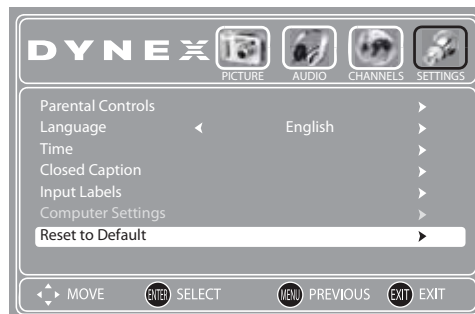 DYNEX
PICTURE AUDIO CHANNELS SETTINGS
Parental Controls
Language English
Time
Closed Caption
Input Labels
Computer Settings
Reset to Default
MOVE ENTER SELECT MENU PREVIOUS EXIT EXIT